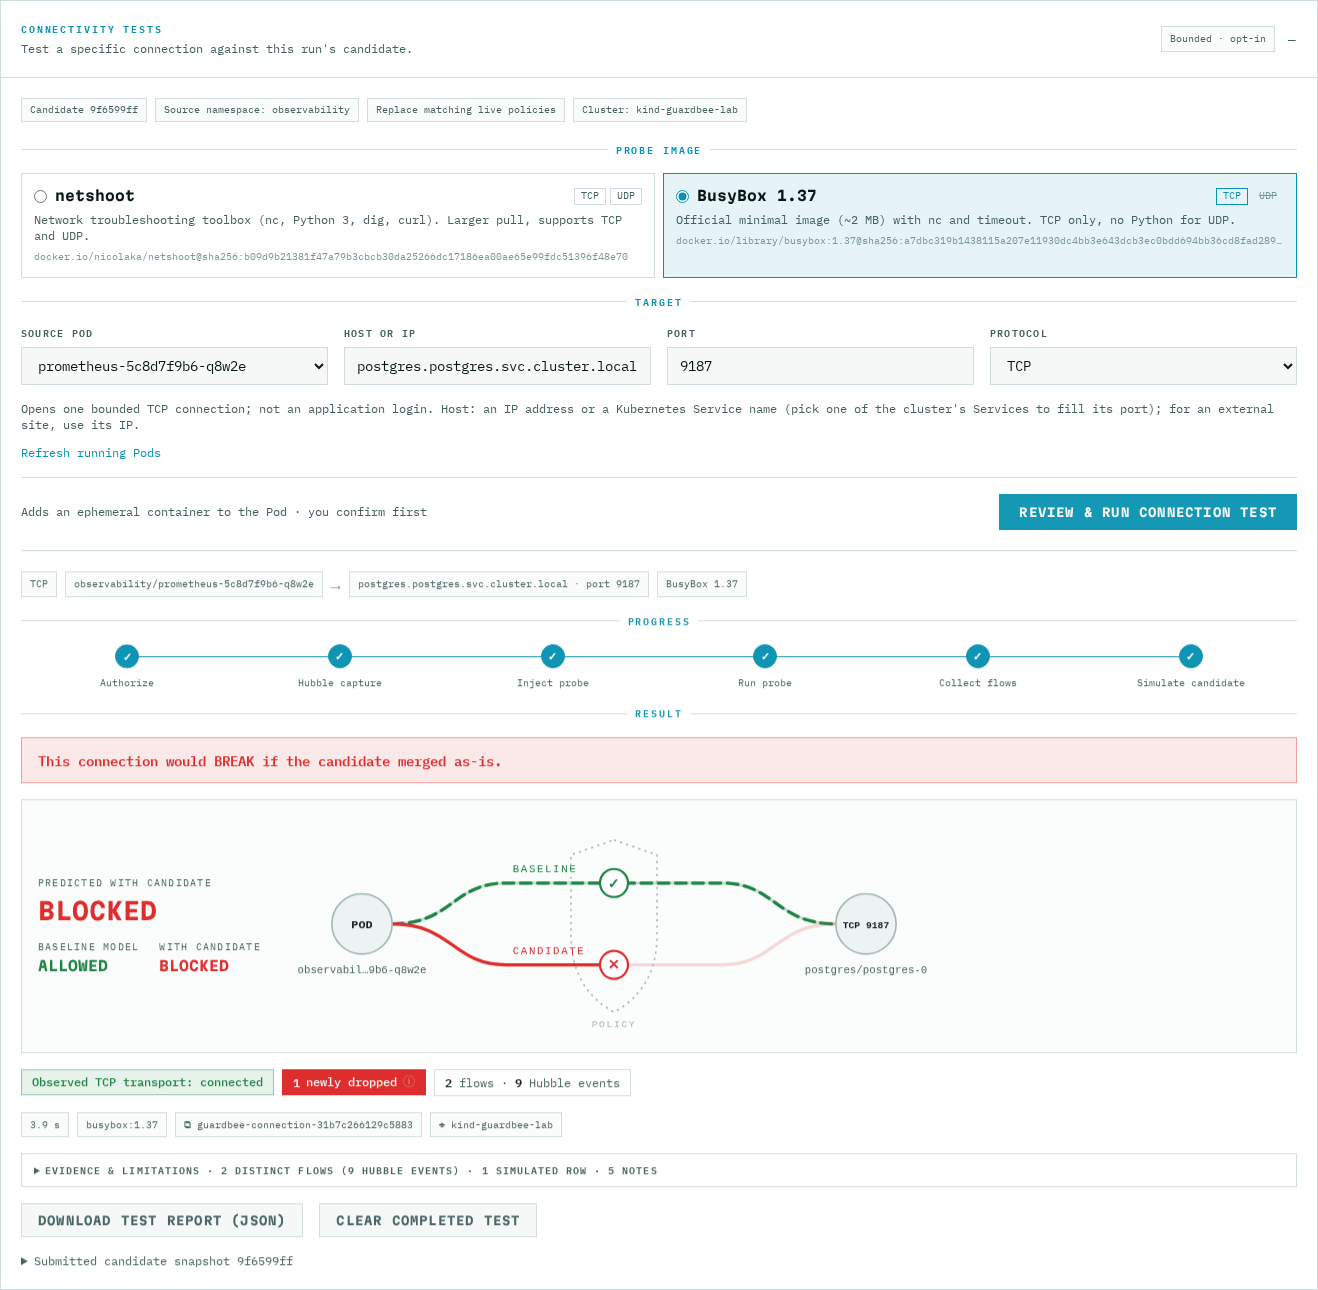 CONNECTIVITY TESTS
Test a specific connection against this run's candidate.
Bounded · opt-in
—
Candidate 9f6599ff
Source namespace: observability
Replace matching live policies
Cluster: kind-guardbee-lab
PROBE IMAGE
netshoot
TCP
UDP
Network troubleshooting toolbox (nc, Python 3, dig, curl). Larger pull, supports TCP
and UDP.
docker.io/nicolaka/netshoot@sha256:b09d9b21381f47a79b3cbcb30da25266dc17186ea00ae65e99fdc51396f48e70
BusyBox 1.37
TCP
UDP
Official minimal image (~2 MB) with nc and timeout. TCP only, no Python for UDP.
docker.io/library/busybox:1.37@sha256:a7dbc319b1438115a207e11930dc4bb3e643dcb3ec0bdd694bb36cd8fad289…
TARGET
SOURCE POD
HOST OR IP
PORT
PROTOCOL
prometheus-5c8d7f9b6-q8w2e
postgres.postgres.svc.cluster.local
9187
TCP
Opens one bounded TCP connection; not an application login. Host: an IP address or a Kubernetes Service name (pick one of the cluster's Services to fill its port); for an external
site, use its IP.
Refresh running Pods
Adds an ephemeral container to the Pod · you confirm first
REVIEW & RUN CONNECTION TEST
TCP
observability/prometheus-5c8d7f9b6-q8w2e
→
postgres.postgres.svc.cluster.local · port 9187
BusyBox 1.37
PROGRESS
Authorize
Hubble capture
Inject probe
Run probe
Collect flows
Simulate candidate
RESULT
This connection would BREAK if the candidate merged as-is.
PREDICTED WITH CANDIDATE
BLOCKED
BASELINE MODEL
ALLOWED
WITH CANDIDATE
BLOCKED
POD
observabil…9b6-q8w2e
BASELINE
CANDIDATE
POLICY
TCP 9187
postgres/postgres-0
Observed TCP transport: connected
1 newly dropped ⓘ
2 flows · 9 Hubble events
3.9 s
busybox:1.37
guardbee-connection-31b7c266129c5883
kind-guardbee-lab
EVIDENCE & LIMITATIONS · 2 DISTINCT FLOWS (9 HUBBLE EVENTS) · 1 SIMULATED ROW · 5 NOTES
DOWNLOAD TEST REPORT (JSON)
CLEAR COMPLETED TEST
Submitted candidate snapshot 9f6599ff